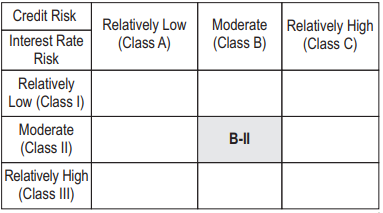 Credit Risk
Interest Rate
Risk
Relatively Low
(Class A)
Moderate
(Class B)
Relatively High
(Class C)
Relatively
Low (Class I)
Moderate
(Class II)
B-II
Relatively High
(Class III)